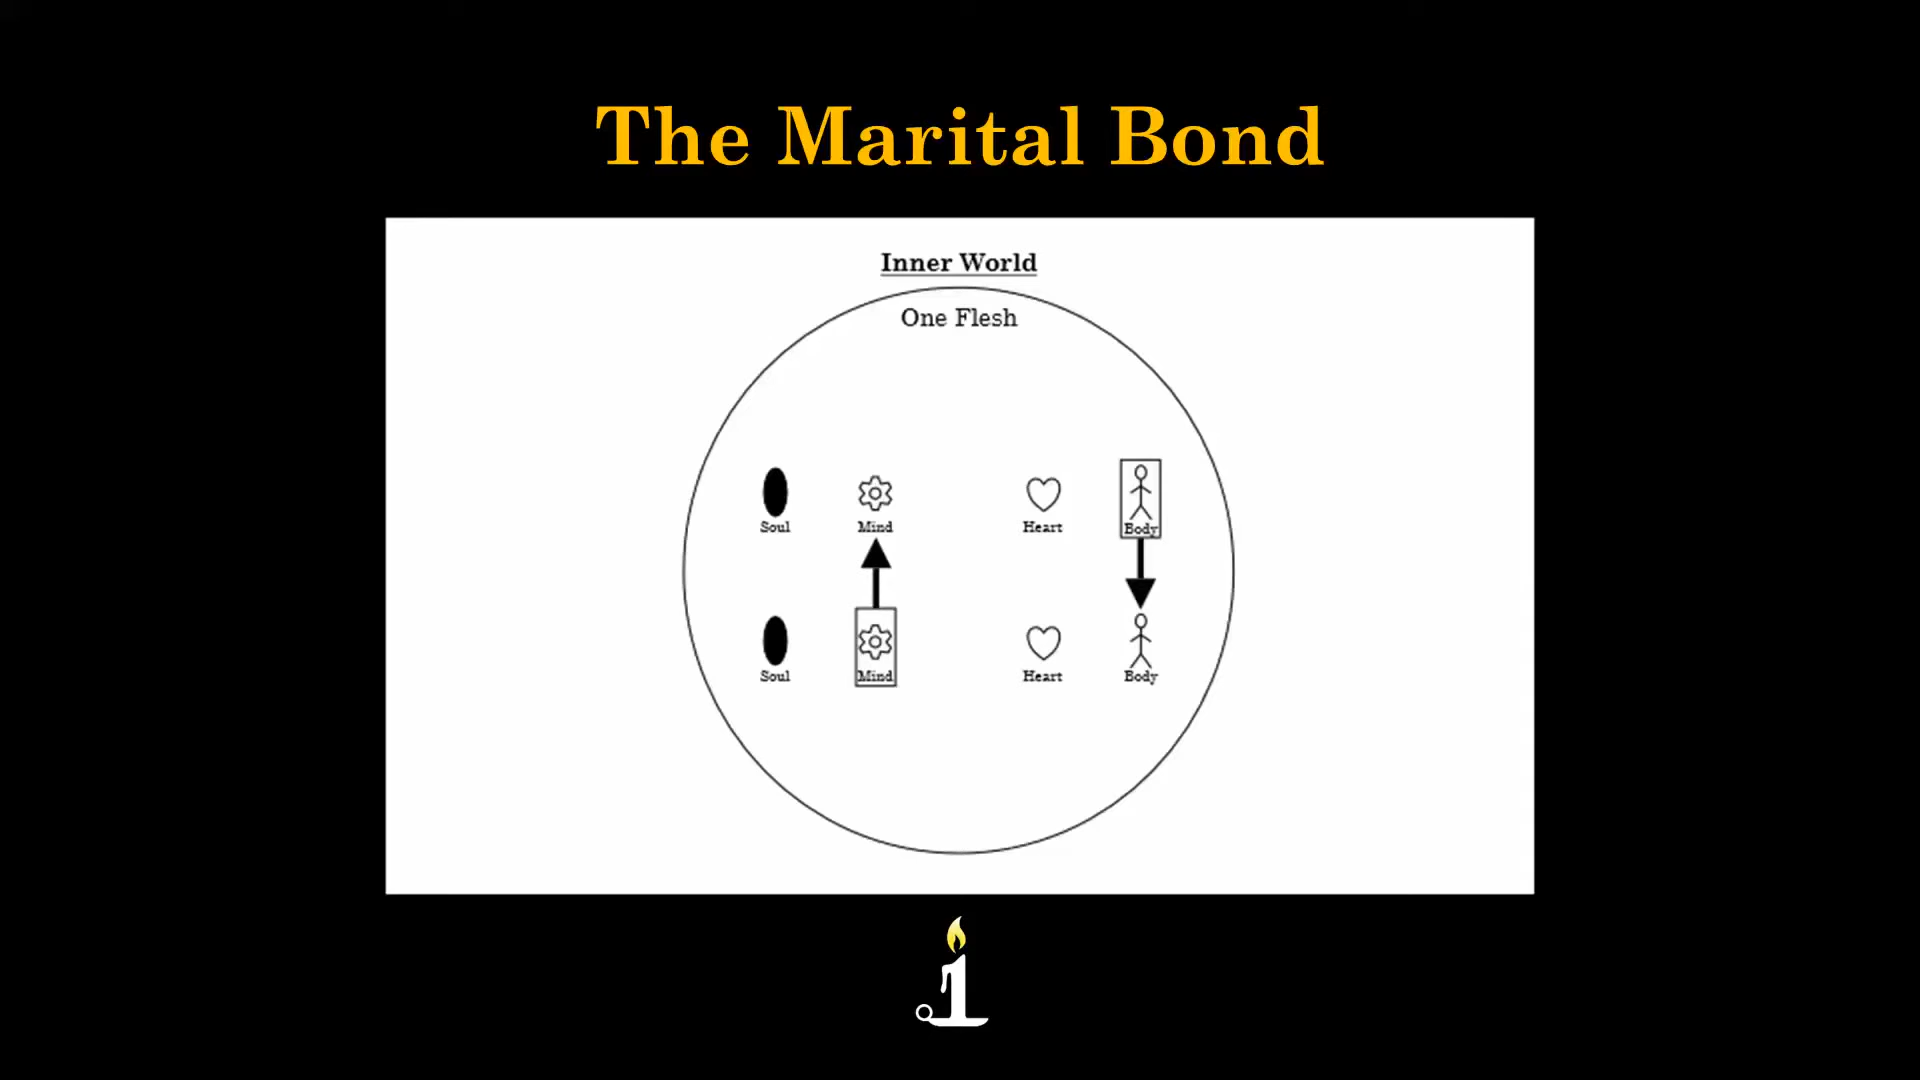 The Marital Bond
Inner World
One Flesh
Soul Mind Heart Body
Soul Mind Heart Body